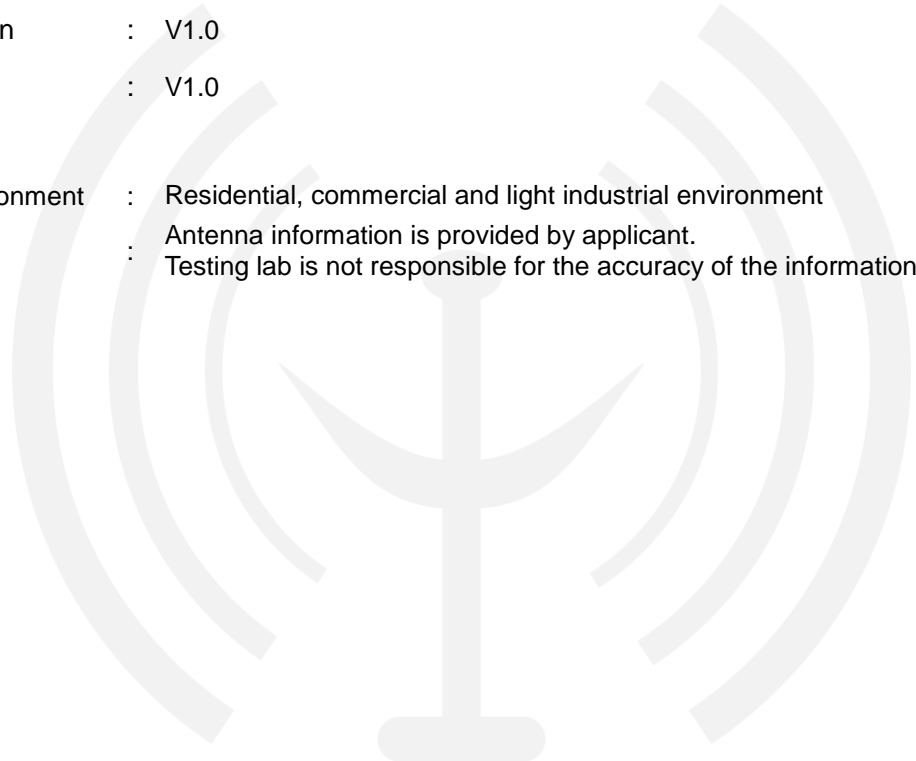 n : V1.0
: V1.0
onment : Residential, commercial and light industrial environment
: Antenna information is provided by applicant.
Testing lab is not responsible for the accuracy of the information